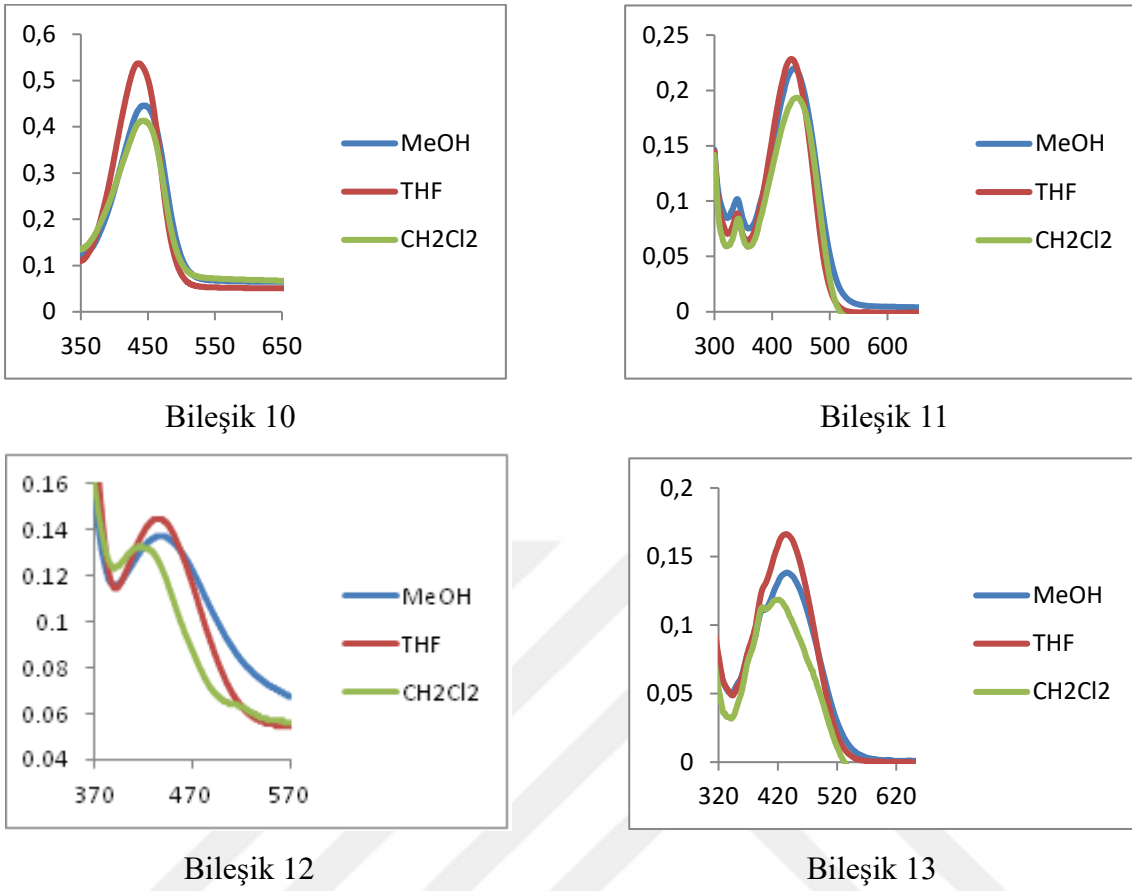 0,6
0,5
0,4
0,3
0,2
0,1
0
350 450 550 650
MeOH
THF
CH2Cl2
Bileşik 10
0,25
0,2
0,15
0,1
0,05
0
300 400 500 600
MeOH
THF
CH2Cl2
Bileşik 11
0.16
0.14
0.12
0.1
0.08
0.06
0.04
370 470 570
MeOH
THF
CH2Cl2
Bileşik 12
0,2
0,15
0,1
0,05
0
320 420 520 620
MeOH
THF
CH2Cl2
Bileşik 13